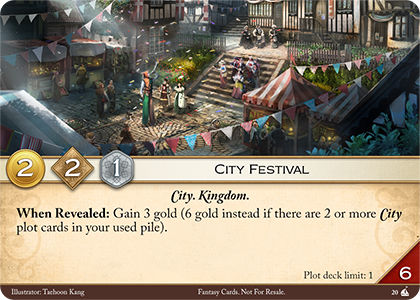 2 2 1 CITY FESTIVAL
City. Kingdom.
When Revealed: Gain 3 gold (6 gold instead if there are 2 or more City
plot cards in your used pile).
Plot deck limit: 1 6
Illustrator: Taehoon Kang Fantasy Cards. Not For Resale. 20